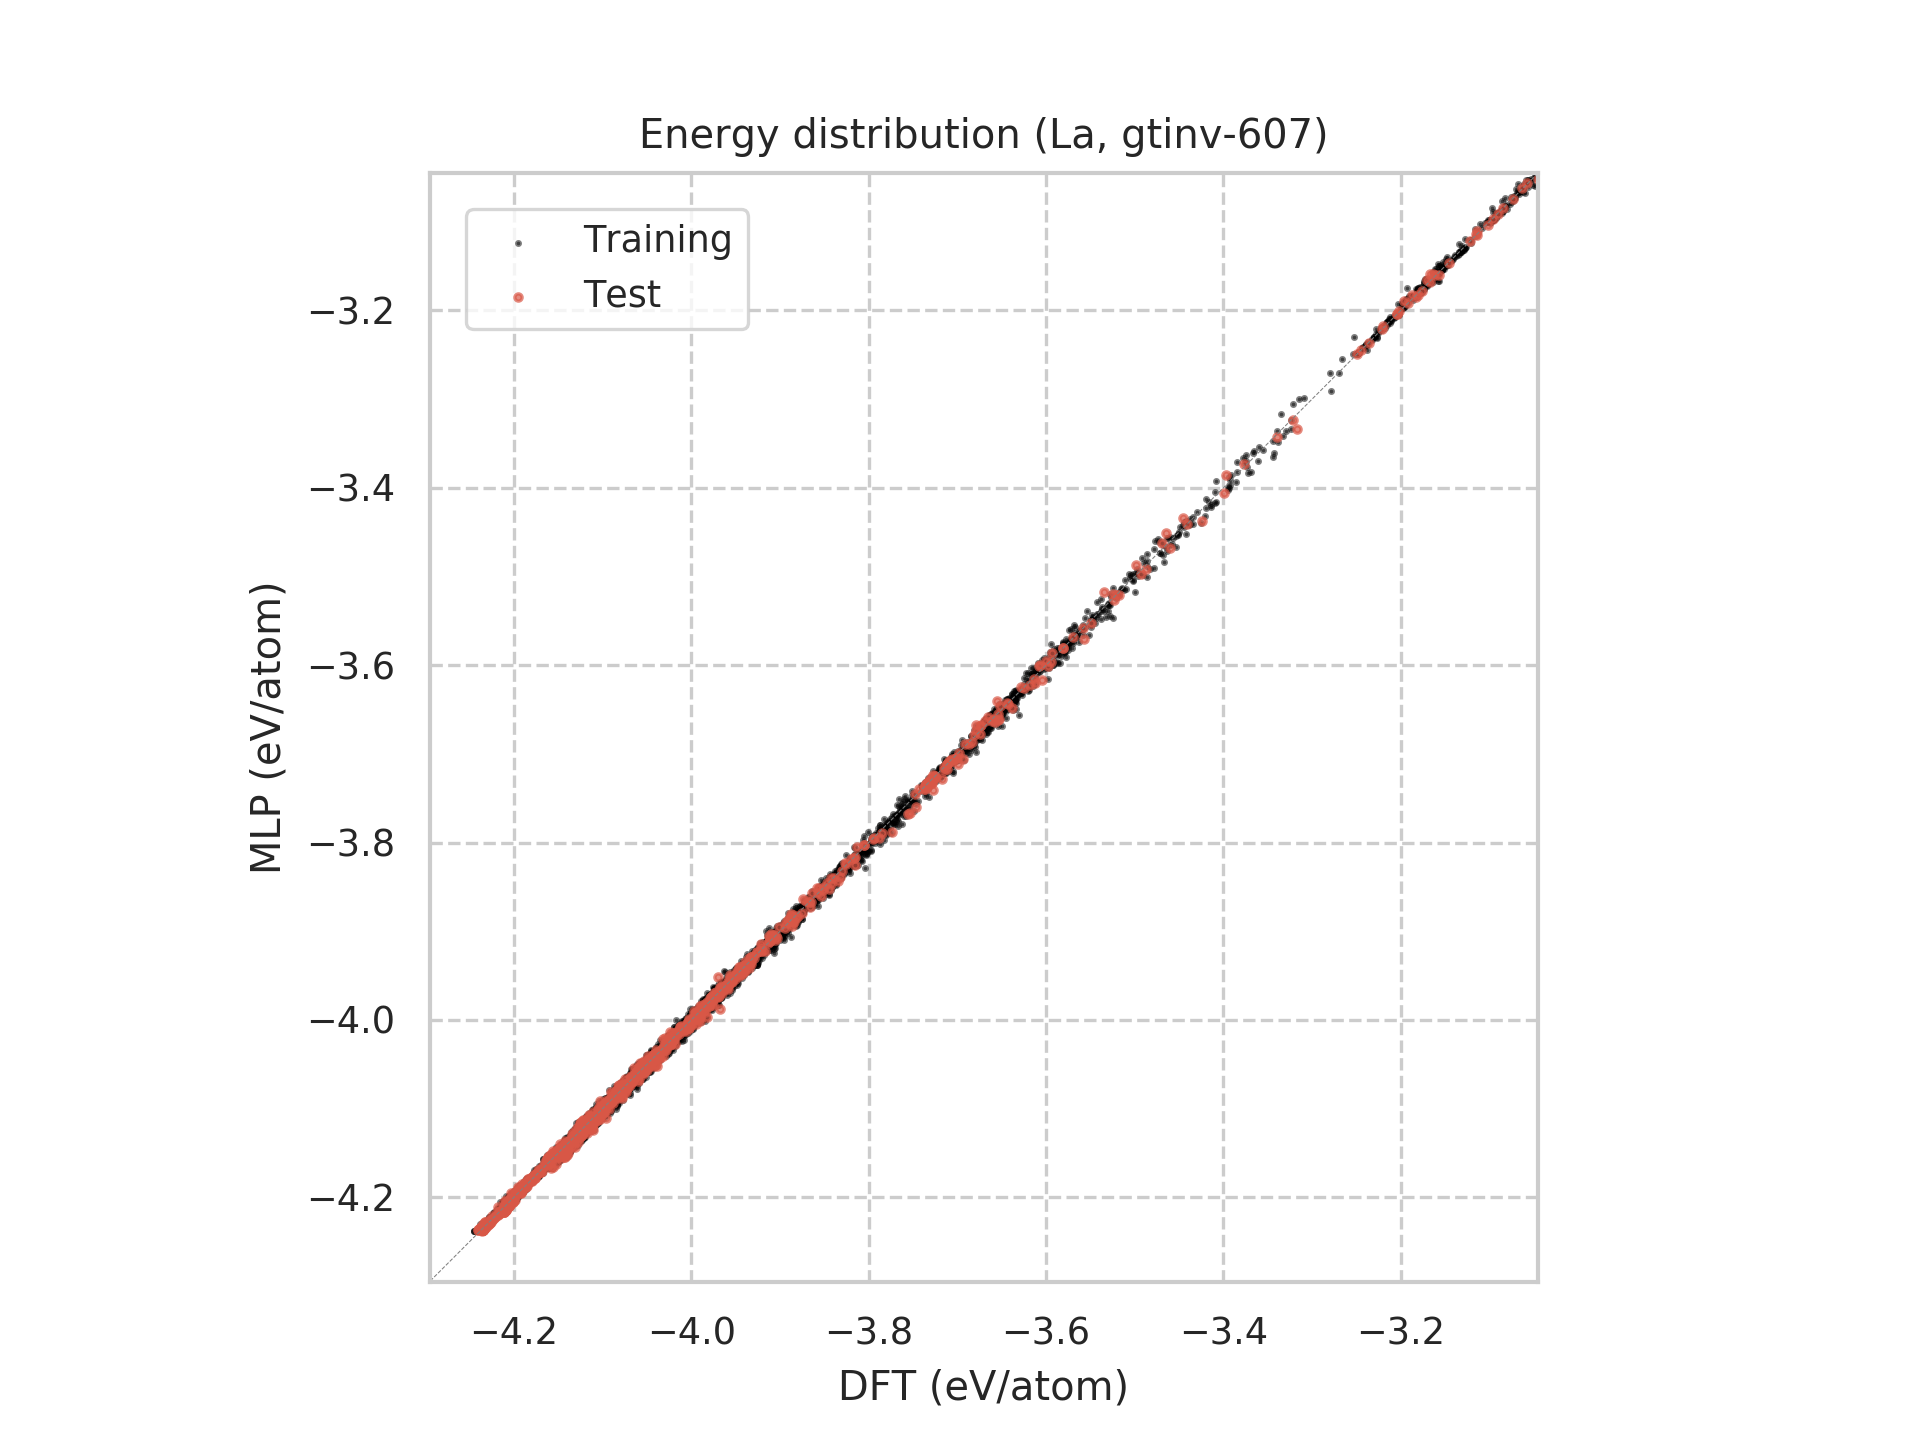 Energy distribution (La, gtinv-607)
Training
Test
−3.2
−3.4
−3.6
−3.8
−4.0
−4.2
MLP (eV/atom)
−4.2 −4.0 −3.8 −3.6 −3.4 −3.2
DFT (eV/atom)